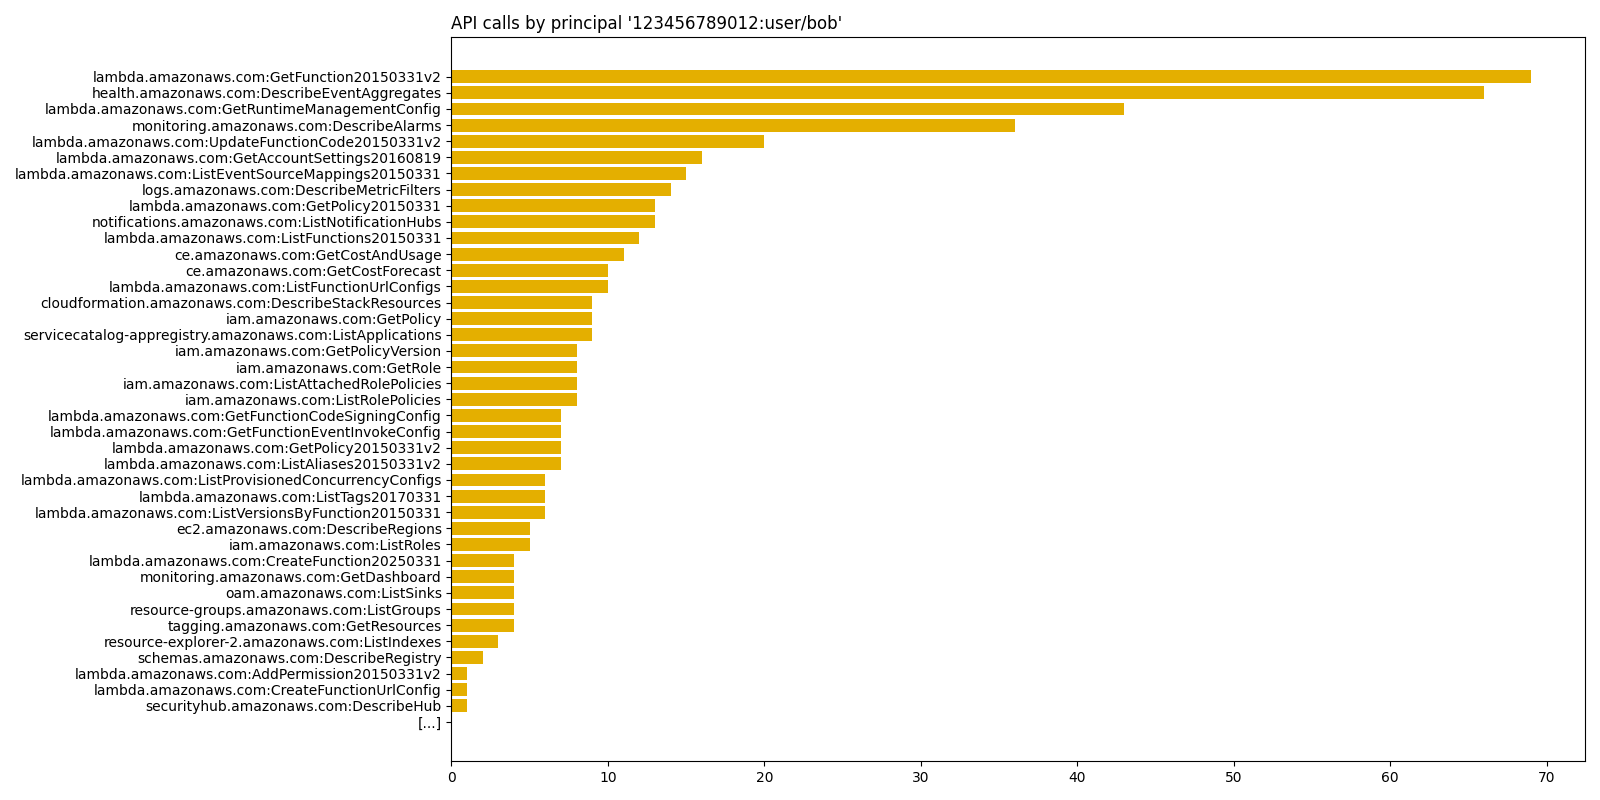 API calls by principal '123456789012:user/bob'
lambda.amazonaws.com:GetFunction20150331v2
health.amazonaws.com:DescribeEventAggregates
lambda.amazonaws.com:GetRuntimeManagementConfig
monitoring.amazonaws.com:DescribeAlarms
lambda.amazonaws.com:UpdateFunctionCode20150331v2
lambda.amazonaws.com:GetAccountSettings20160819
lambda.amazonaws.com:ListEventSourceMappings20150331
logs.amazonaws.com:DescribeMetricFilters
lambda.amazonaws.com:GetPolicy20150331
notifications.amazonaws.com:ListNotificationHubs
lambda.amazonaws.com:ListFunctions20150331
ce.amazonaws.com:GetCostAndUsage
ce.amazonaws.com:GetCostForecast
lambda.amazonaws.com:ListFunctionUrlConfigs
cloudformation.amazonaws.com:DescribeStackResources
iam.amazonaws.com:GetPolicy
servicecatalog-appregistry.amazonaws.com:ListApplications
iam.amazonaws.com:GetPolicyVersion
iam.amazonaws.com:GetRole
iam.amazonaws.com:ListAttachedRolePolicies
iam.amazonaws.com:ListRolePolicies
lambda.amazonaws.com:GetFunctionCodeSigningConfig
lambda.amazonaws.com:GetFunctionEventInvokeConfig
lambda.amazonaws.com:GetPolicy20150331v2
lambda.amazonaws.com:ListAliases20150331v2
lambda.amazonaws.com:ListProvisionedConcurrencyConfigs
lambda.amazonaws.com:ListTags20170331
lambda.amazonaws.com:ListVersionsByFunction20150331
ec2.amazonaws.com:DescribeRegions
iam.amazonaws.com:ListRoles
lambda.amazonaws.com:CreateFunction20250331
monitoring.amazonaws.com:GetDashboard
oam.amazonaws.com:ListSinks
resource-groups.amazonaws.com:ListGroups
tagging.amazonaws.com:GetResources
resource-explorer-2.amazonaws.com:ListIndexes
schemas.amazonaws.com:DescribeRegistry
lambda.amazonaws.com:AddPermission20150331v2
lambda.amazonaws.com:CreateFunctionUrlConfig
securityhub.amazonaws.com:DescribeHub
[...]
0 10 20 30 40 50 60 70